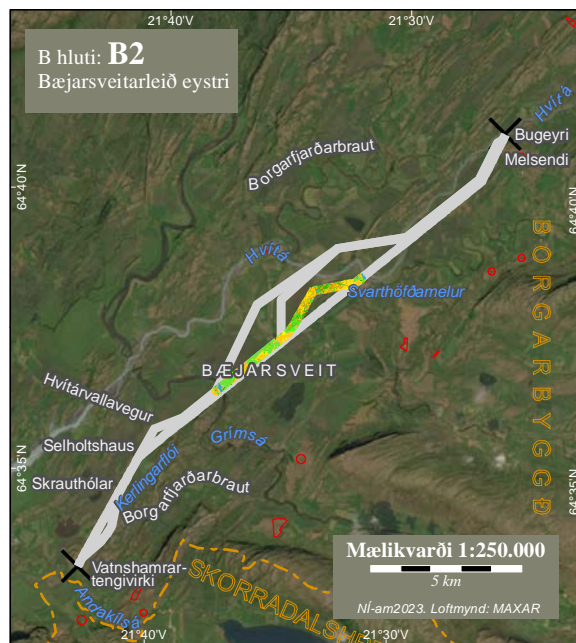 21°40'V
21°30'V
B hluti: B2
Bæjarsveitarleið eystri
Hvítá
Bugeyri
Melsendi
Borgarfjarðarbraut
64°40'N
64°40'N
BORGARBYGGÐ
Hvítá
Svarthöfðamelur
BÆJARSVEIT
Hvítárvallavegur
Grímsá
Selholtshaus
64°35'N
64°35'N
Skrauthólar
Kerlingarflói
Borgarfjarðarbraut
Vatnshamrar-
tengivirki
Mælikvarði 1:250.000
5 km
NÍ-am2023. Loftmynd: MAXAR
Andakílsá
21°40'V
21°30'V